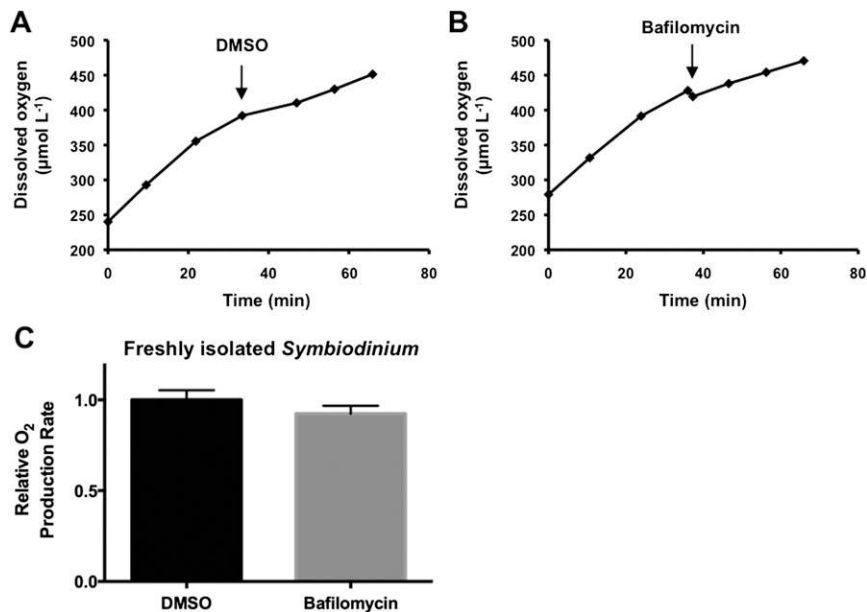 A
DMSO
500
450
400
350
300
250
200
Dissolved oxygen
(µmol L-1)
0
20
40
60
80
Time (min)
B
Bafilomycin
500
450
400
350
300
250
200
Dissolved oxygen
(µmol L-1)
0
20
40
60
80
Time (min)
C
Freshly isolated Symbiodinium
1.0
0.5
0.0
Relative O2
Production Rate
DMSO
Bafilomycin